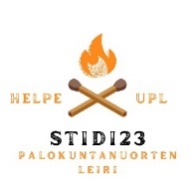 HELPE UPL
STIDI23
PALOKUNTANUORTEN
LEIRI